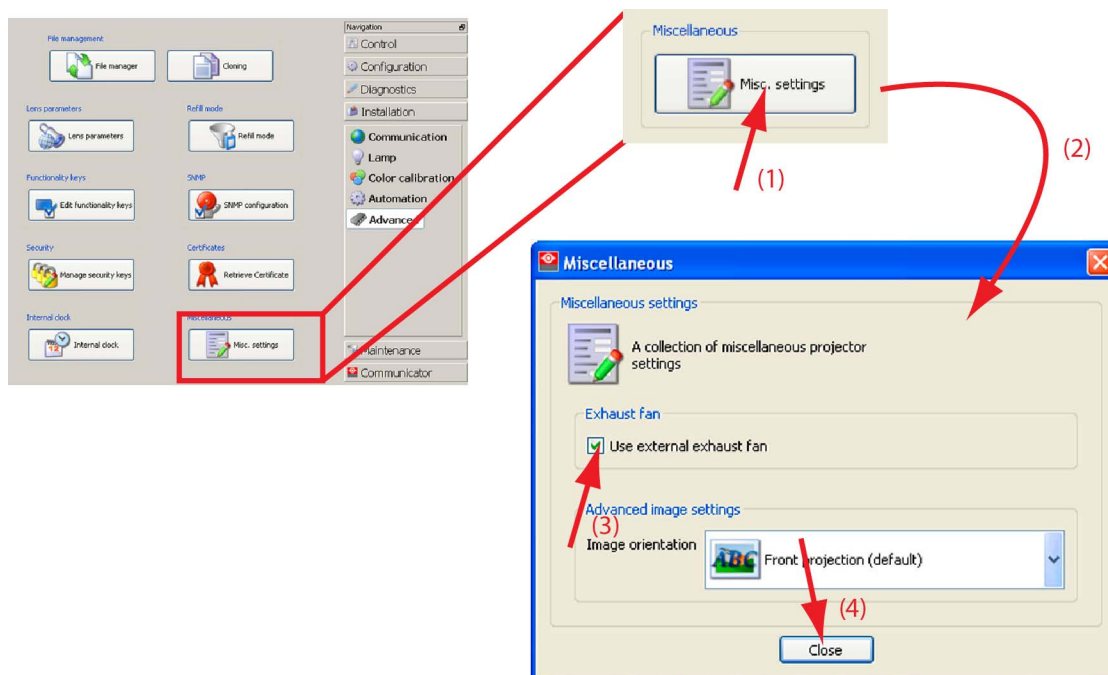 File management
File manager
Cloning
Lens parameters
Refill mode
Lens parameters
Refill mode
Functionality keys
SNMP
Edit functionality keys
SNMP configuration
Security
Certificates
Manage security keys
Retrieve Certificate
Internal clock
Miscellaneous
Internal clock
Misc. settings
Navigation
Control
Configuration
Diagnostics
Installation
Communication
Lamp
Color calibration
Automation
Advanced
Maintenance
Communicator
Miscellaneous
Misc. settings
(1)
(2)
Miscellaneous
Miscellaneous settings
A collection of miscellaneous projector
settings
Exhaust fan
Use external exhaust fan
(3)
Advanced image settings
Image orientation
ABC
Front projection (default)
(4)
Close